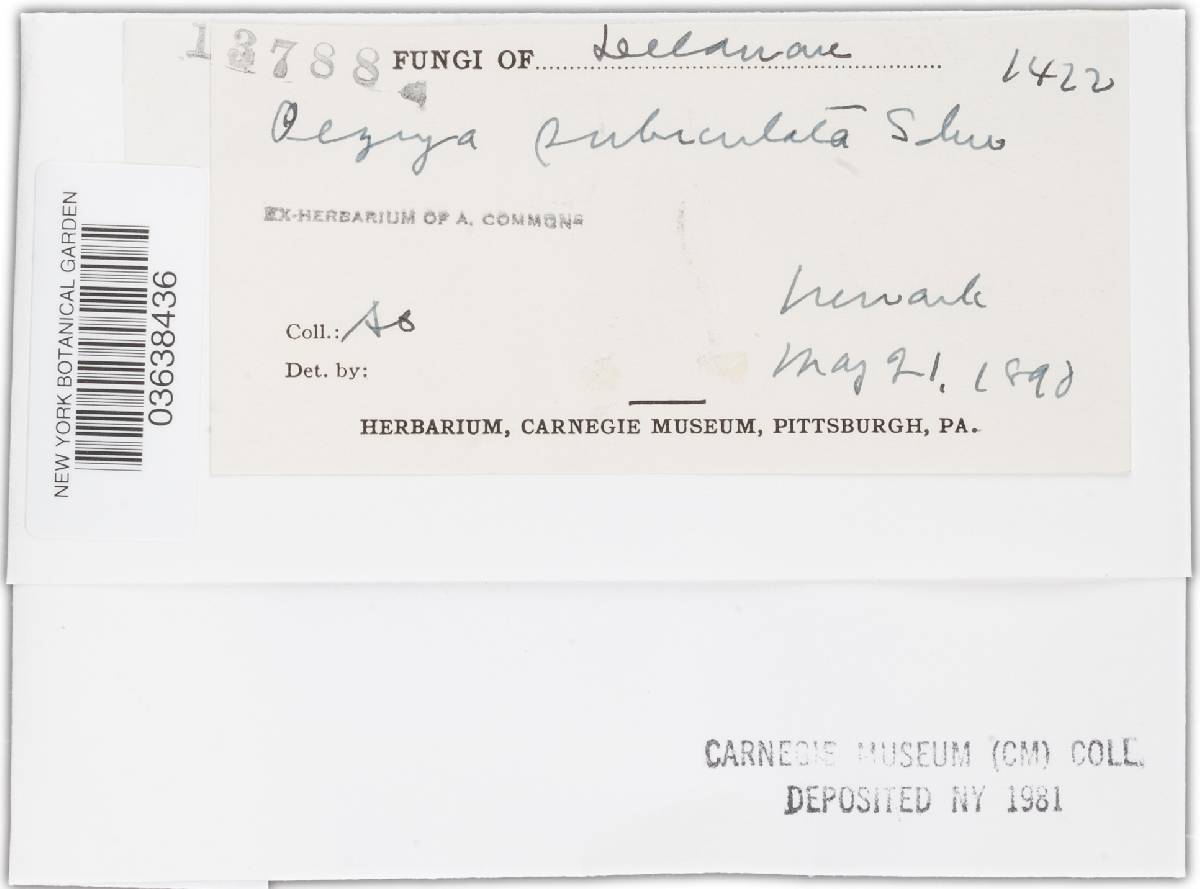 13788 FUNGI OF Delaware 1422
Peziza subiculata Schw
EX-HERBARIUM OF A. COMMONS
Newark
Coll.:
Det. by: May 21, 1890
HERBARIUM, CARNEGIE MUSEUM, PITTSBURGH, PA.
NEW YORK BOTANICAL GARDEN
03638436
CARNEGIE MUSEUM (CM) COLL.
DEPOSITED NY 1981